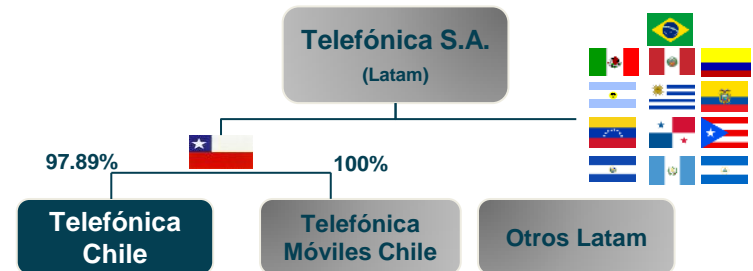 Telefónica S.A.
(Latam)
97.89%
100%
Telefónica
Chile
Telefónica
Móviles Chile
Otros Latam